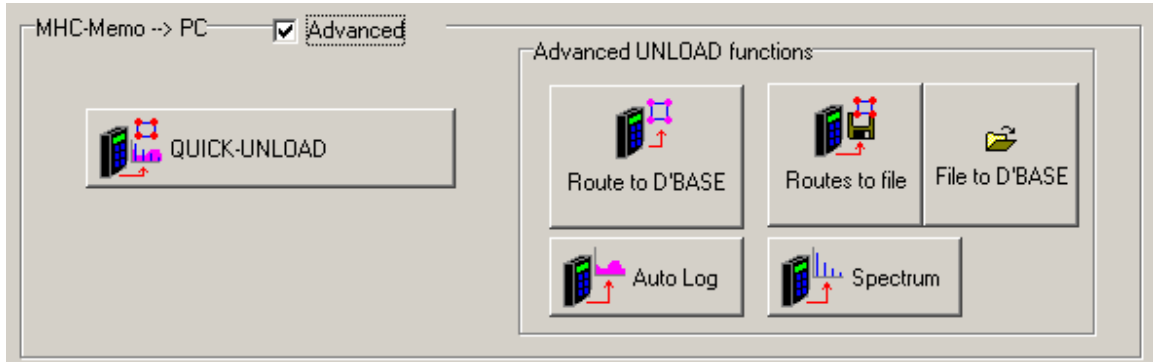 MHC-Memo --> PC Advanced
Advanced UNLOAD functions
QUICK-UNLOAD
Route to D'BASE
Routes to file
File to D'BASE
Auto Log
Spectrum